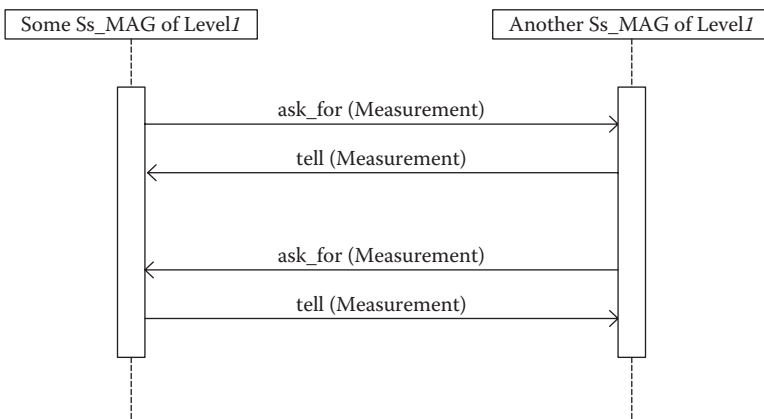 Some Ss_MAG of Level1
Another Ss_MAG of Level1
ask_for (Measurement)
tell (Measurement)
ask_for (Measurement)
tell (Measurement)